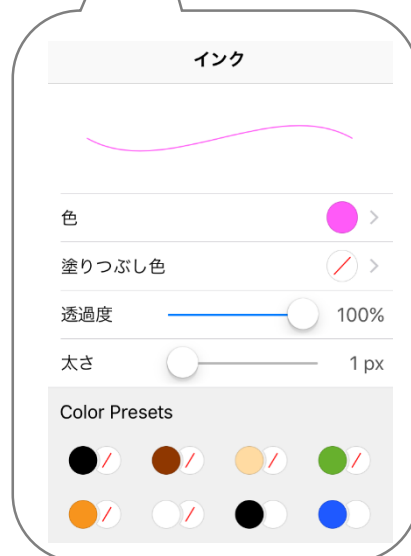 インク
色
塗りつぶし色
透過度 100%
太さ 1 px
Color Presets